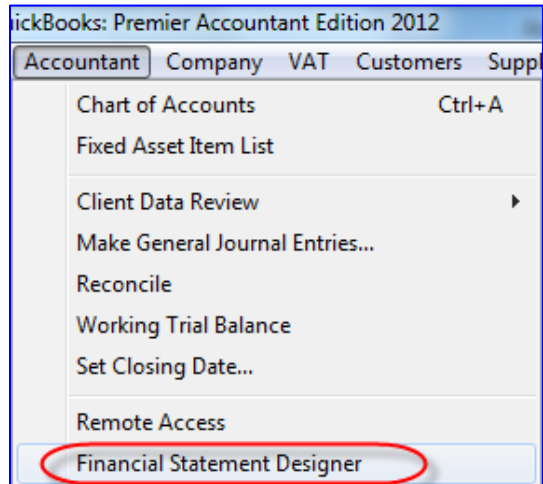 ickBooks: Premier Accountant Edition 2012
Accountant Company VAT Customers Suppl
Chart of Accounts Ctrl+A
Fixed Asset Item List
Client Data Review
Make General Journal Entries...
Reconcile
Working Trial Balance
Set Closing Date...
Remote Access
Financial Statement Designer